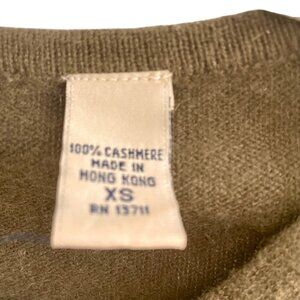 100% CASHMERE
MADE IN
HONG KONG
XS
RN 13711